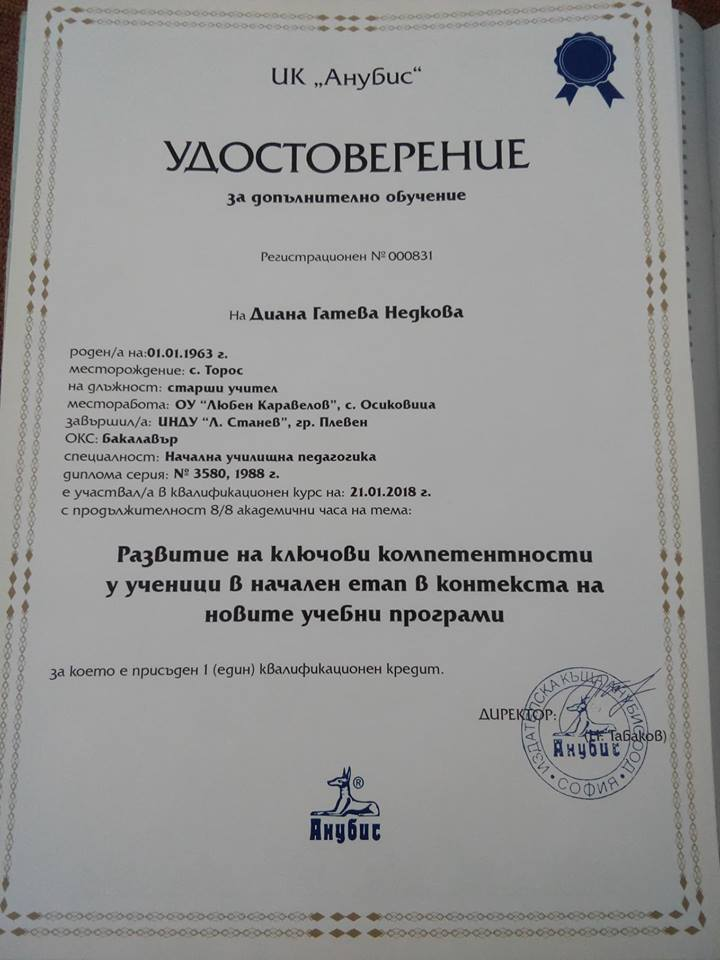 ИК „Анубис“
УДОСТОВЕРЕНИЕ
за допълнително обучение
Регистрационен № 000831
На Диана Гатева Недкова
роден/а на:01.01.1963 г.
месторождение: с. Торос
на длъжност: старши учител
месторабота: ОУ “Любен Каравелов”, с. Осиковица
завършил/а: ИНДУ “Л. Станев”, гр. Плевен
ОКС: Бакалавър
специалност: Начална училищна педагогика
диплома серия: № 3580, 1988 г.
е участвал/а в квалификационен курс на: 21.01.2018 г.
с продължителност 8/8 академични часа на тема:
Развитие на ключови компетентности
у ученици в начален етап в контекста на
новите учебни програми
за което е присъден 1 (един) квалификационен кредит.
ДИРЕКТОР:
Табаков)
ИЗДАТЕЛСКА КЪЩА АНУБИС ООД
Анубис
СОФИЯ
®
Анубис